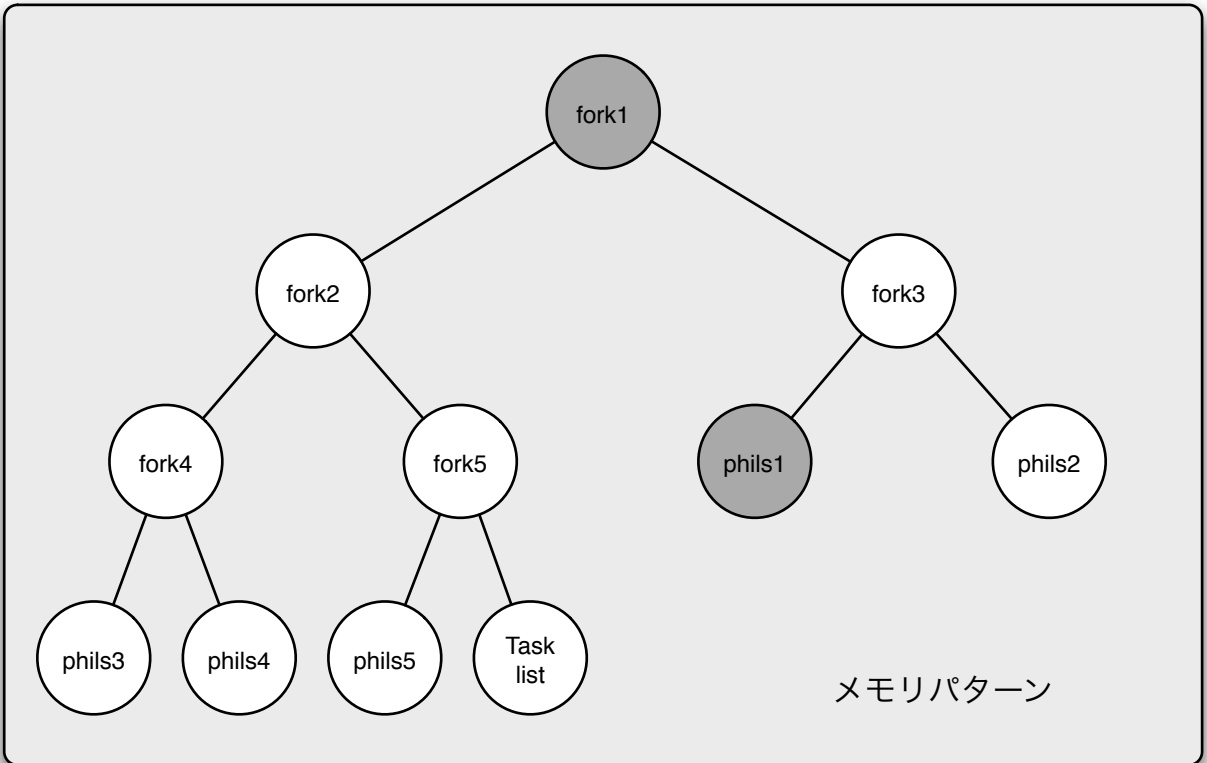 fork1
fork2
fork3
fork4
fork5
phils1
phils2
phils3
phils4
phils5
Task
list
メモリパターン